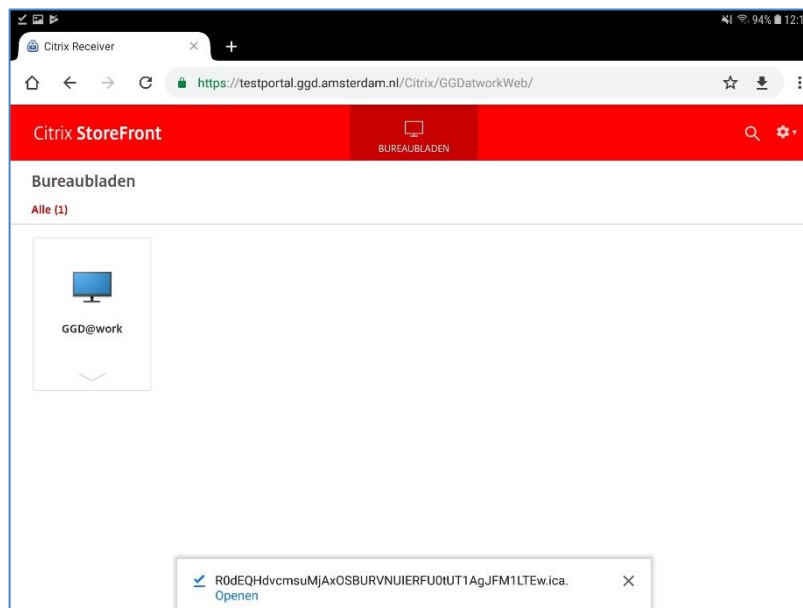 94% 12:1
Citrix Receiver
https://testportal.ggd.amsterdam.nl/Citrix/GGDatworkWeb/
Citrix StoreFront
BUREAUBLADEN
Bureaubladen
Alle (1)
GGD@work
R0dEQHdvcmsuMjAxOSBURVNUIERFU0tUT1AgJFM1LTEw.ica.
Openen